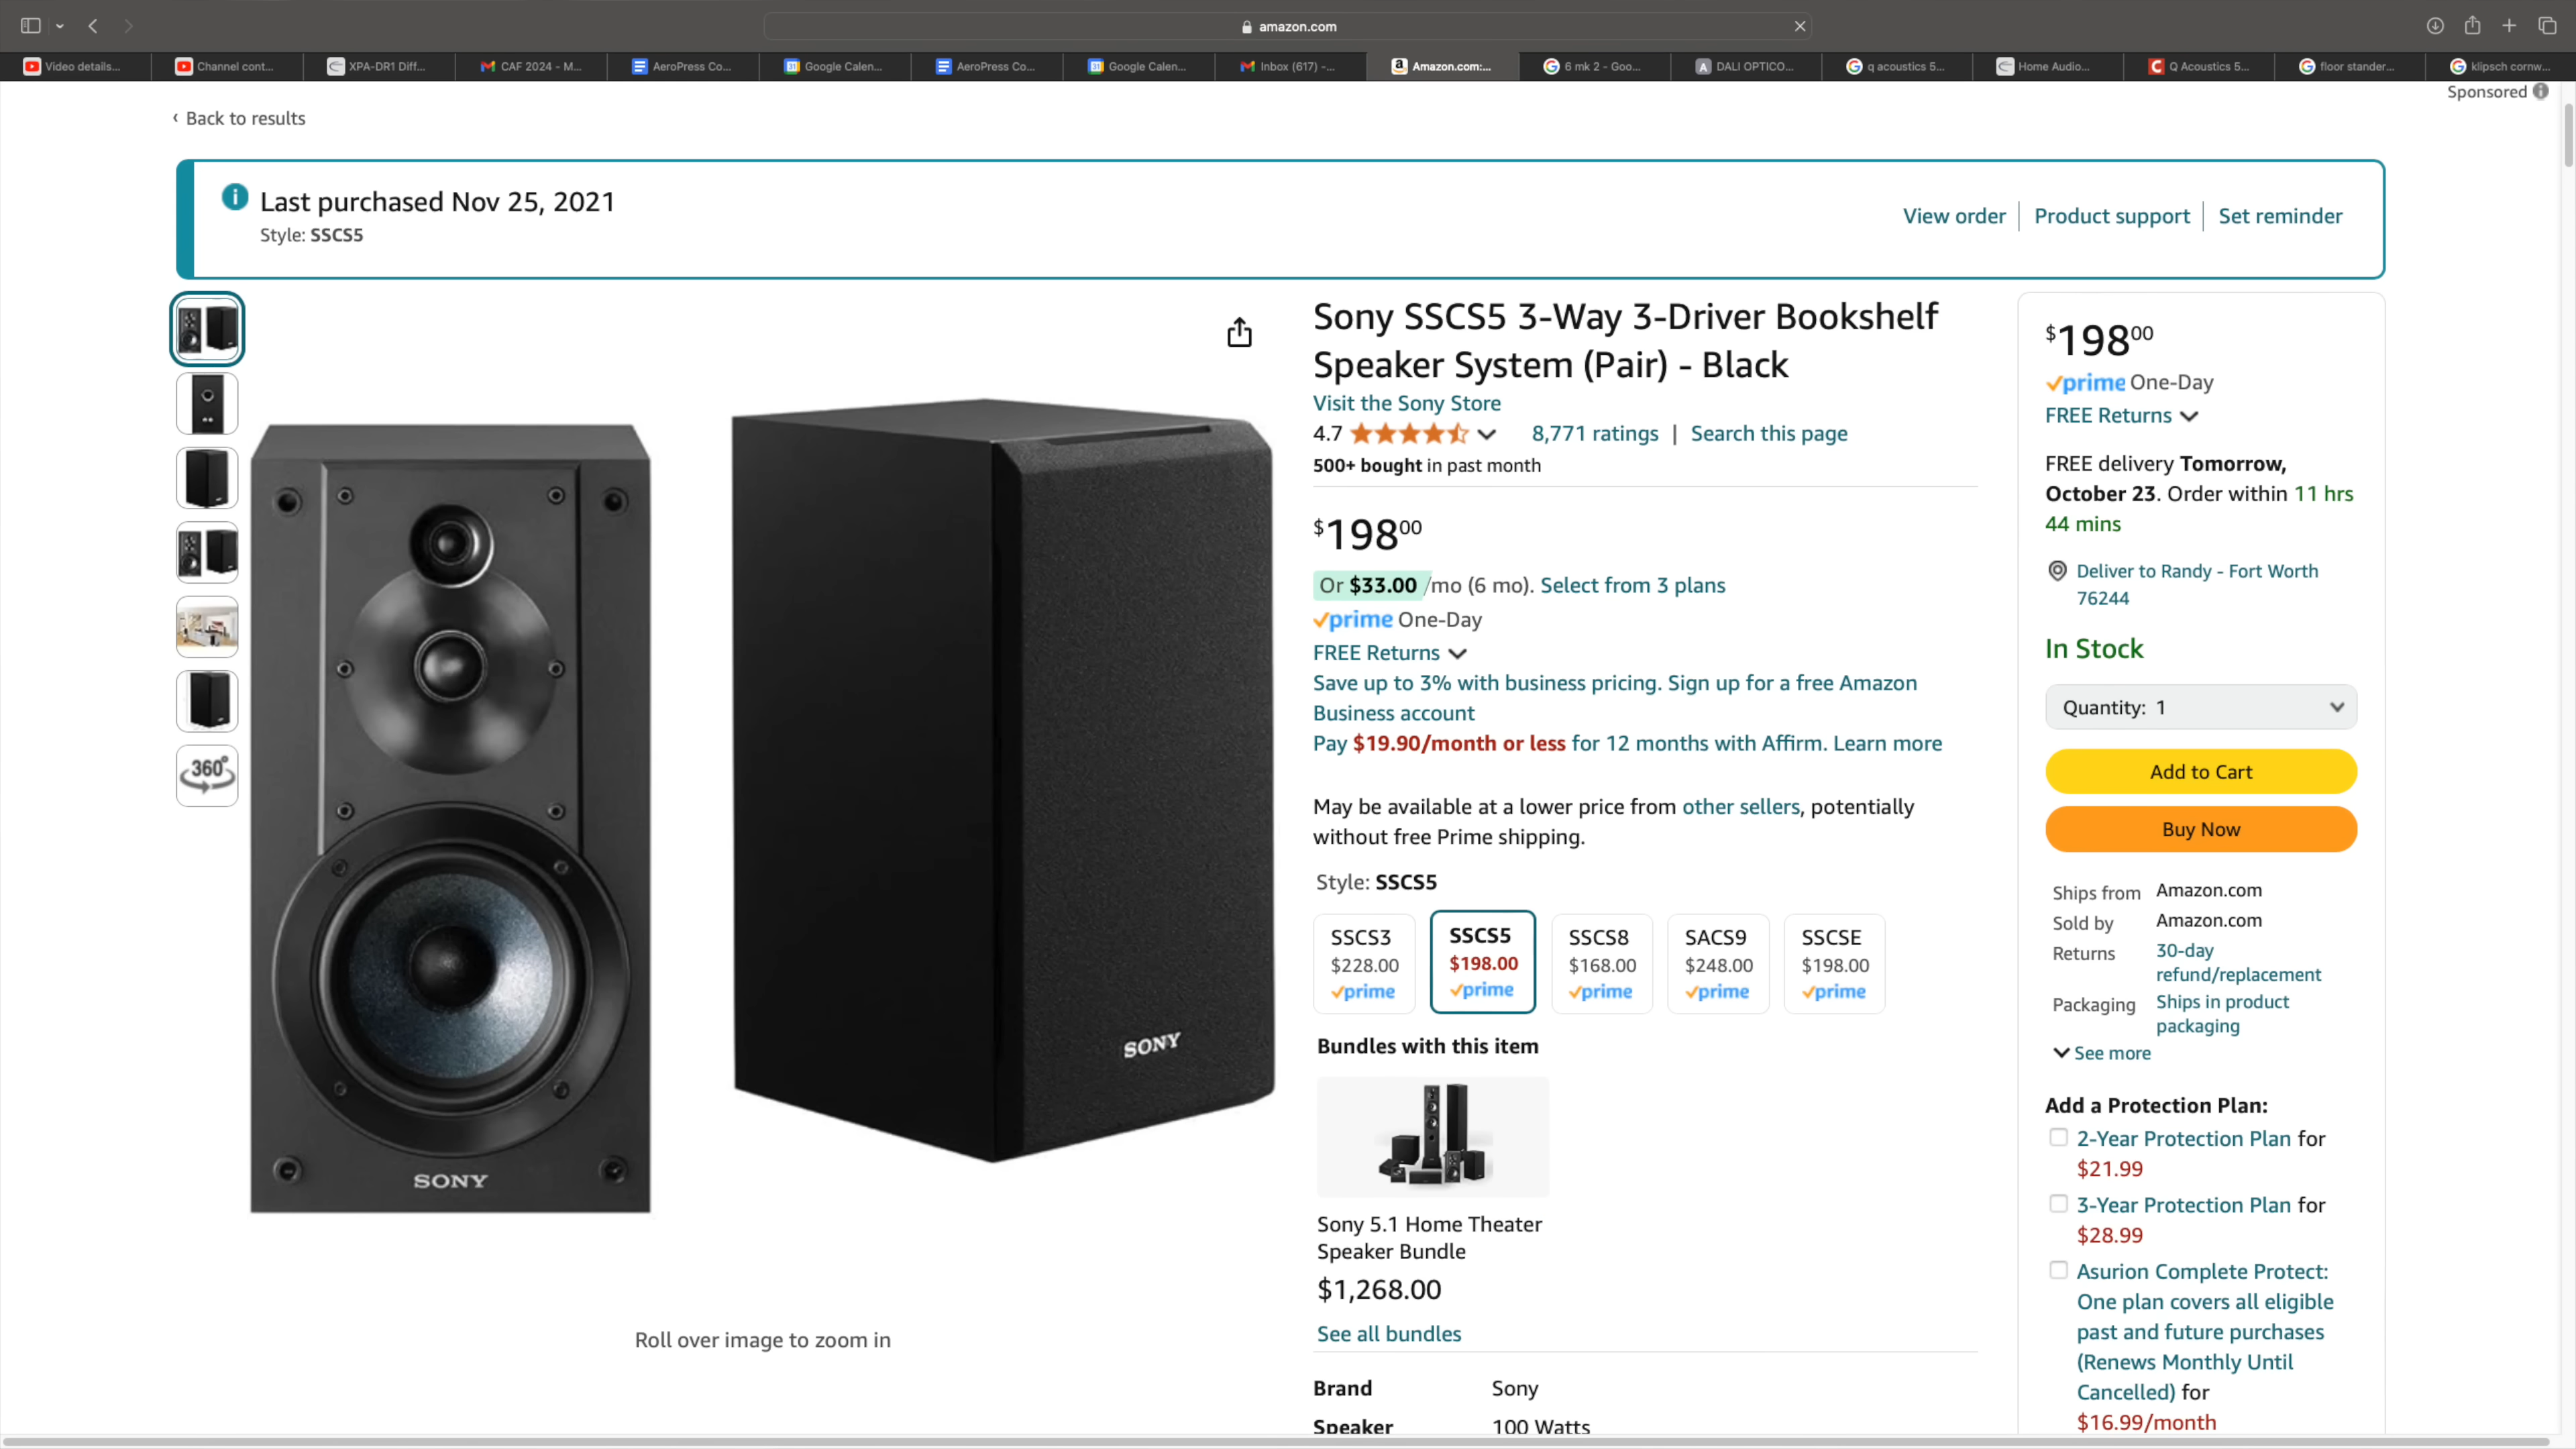 amazon.com
Video details...
Channel cont...
XPA-DR1 Diff...
CAF 2024 - M...
AeroPress Co...
Google Calen...
AeroPress Co...
Google Calen...
Inbox (617) -...
Amazon.com:...
6 mk 2 - Goo...
DALI OPTICO...
q acoustics 5...
Home Audio...
Q Acoustics 5...
floor stander...
klipsch cornw...
Sponsored
‹ Back to results
Last purchased Nov 25, 2021
Style: SSCS5
View order
Product support
Set reminder
360°
SONY
SONY
Roll over image to zoom in
Sony SSCS5 3-Way 3-Driver Bookshelf
Speaker System (Pair) - Black
Visit the Sony Store
4.7 8,771 ratings | Search this page
500+ bought in past month
$19800
Or $33.00 /mo (6 mo). Select from 3 plans
prime One-Day
FREE Returns
Save up to 3% with business pricing. Sign up for a free Amazon
Business account
Pay $19.90/month or less for 12 months with Affirm. Learn more
May be available at a lower price from other sellers, potentially
without free Prime shipping.
Style: SSCS5
SSCS3
$228.00
prime
SSCS5
$198.00
prime
SSCS8
$168.00
prime
SACS9
$248.00
prime
SSCSE
$198.00
prime
Bundles with this item
Sony 5.1 Home Theater
Speaker Bundle
$1,268.00
See all bundles
Brand Sony
Speaker 100 Watts
$19800
prime One-Day
FREE Returns
FREE delivery Tomorrow,
October 23. Order within 11 hrs
44 mins
Deliver to Randy - Fort Worth
76244
In Stock
Quantity: 1
Add to Cart
Buy Now
Ships from Amazon.com
Sold by Amazon.com
Returns 30-day
refund/replacement
Packaging Ships in product
packaging
See more
Add a Protection Plan:
2-Year Protection Plan for
$21.99
3-Year Protection Plan for
$28.99
Asurion Complete Protect:
One plan covers all eligible
past and future purchases
(Renews Monthly Until
Cancelled) for
$16.99/month